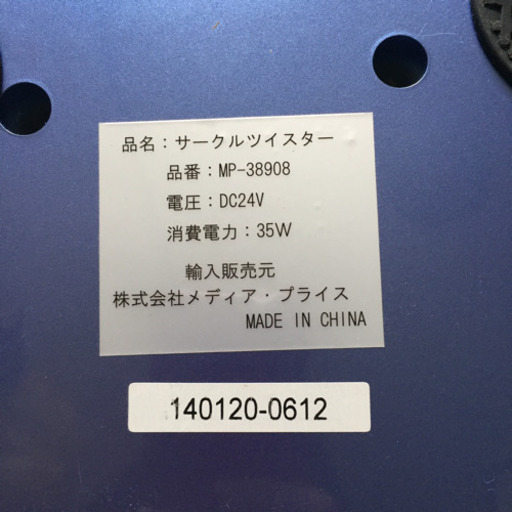 品名：サークルツイスター
品番：MP-38908
電圧：DC24V
消費電力：35W
輸入販売元
株式会社メディア・プライス
MADE IN CHINA
140120-0612